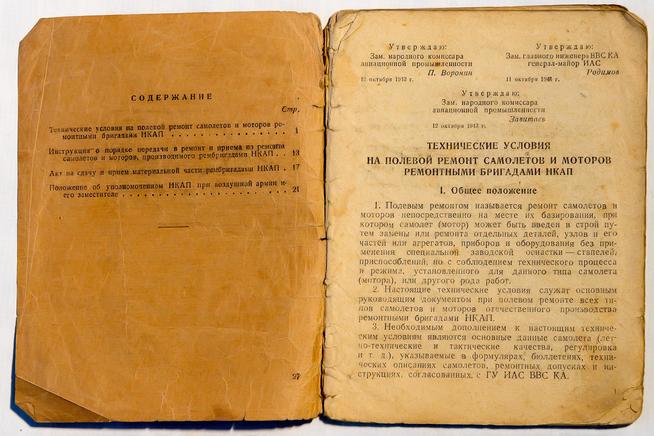 СОДЕРЖАНИЕ
Стр.
Технические условия на полевой ремонт самолетов и моторов ре-
монтными бригадами НКАП 1
Инструкция о порядке передачи в ремонт и приема из ремонта
самолетов и моторов, производимого рембригадами НКАП 13
Акт на сдачу и прием материальной части рембригадами НКАП 17
Положение об уполномоченном НКАП при воздушной армии и
его заместителе 21
27
Утверждаю:
Зам. народного комиссара
авиационной промышленности
П. Воронин
12 октября 1943 г.
Утверждаю:
Зам. главного инженера ВВС КА
генерал-майор ИАС
Родимов
11 октября 1943 г.
Утверждаю:
Зам. народного комиссара
авиационной промышленности
Завитаев
12 октября 1943 г.
ТЕХНИЧЕСКИЕ УСЛОВИЯ
НА ПОЛЕВОЙ РЕМОНТ САМОЛЕТОВ И МОТОРОВ
РЕМОНТНЫМИ БРИГАДАМИ НКАП
I. Общее положение
1. Полевым ремонтом называется ремонт самолетов и
моторов непосредственно на месте их базирования, при
котором самолет (мотор) может быть введен в строй пу-
тем замены или ремонта отдельных деталей, узлов и его
частей или агрегатов, приборов и оборудования без при-
менения специальной заводской оснастки — стапелей,
приспособлений, но с соблюдением технического процесса
и режима, установленного для данного типа самолета
(мотора), или другого рода работ.
2. Настоящие технические условия служат основным
руководящим документом при полевом ремонте всех ти-
пов самолетов и моторов отечественного производства
ремонтными бригадами НКАП.
3. Необходимым дополнением к настоящим техниче-
ским условиям являются основные данные самолета (лет-
но-технические и тактические качества, регулировка
и т. д.), указываемые в формулярах, бюллетенях, техни-
ческих описаниях самолетов, ремонтных допусках и ин-
струкциях, согласованных с ГУ ИАС ВВС КА.